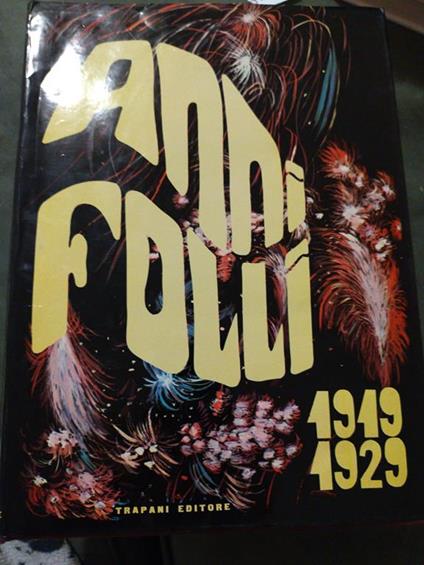 ANNI
FOLLI
1919
1929
TRAPANI EDITORE